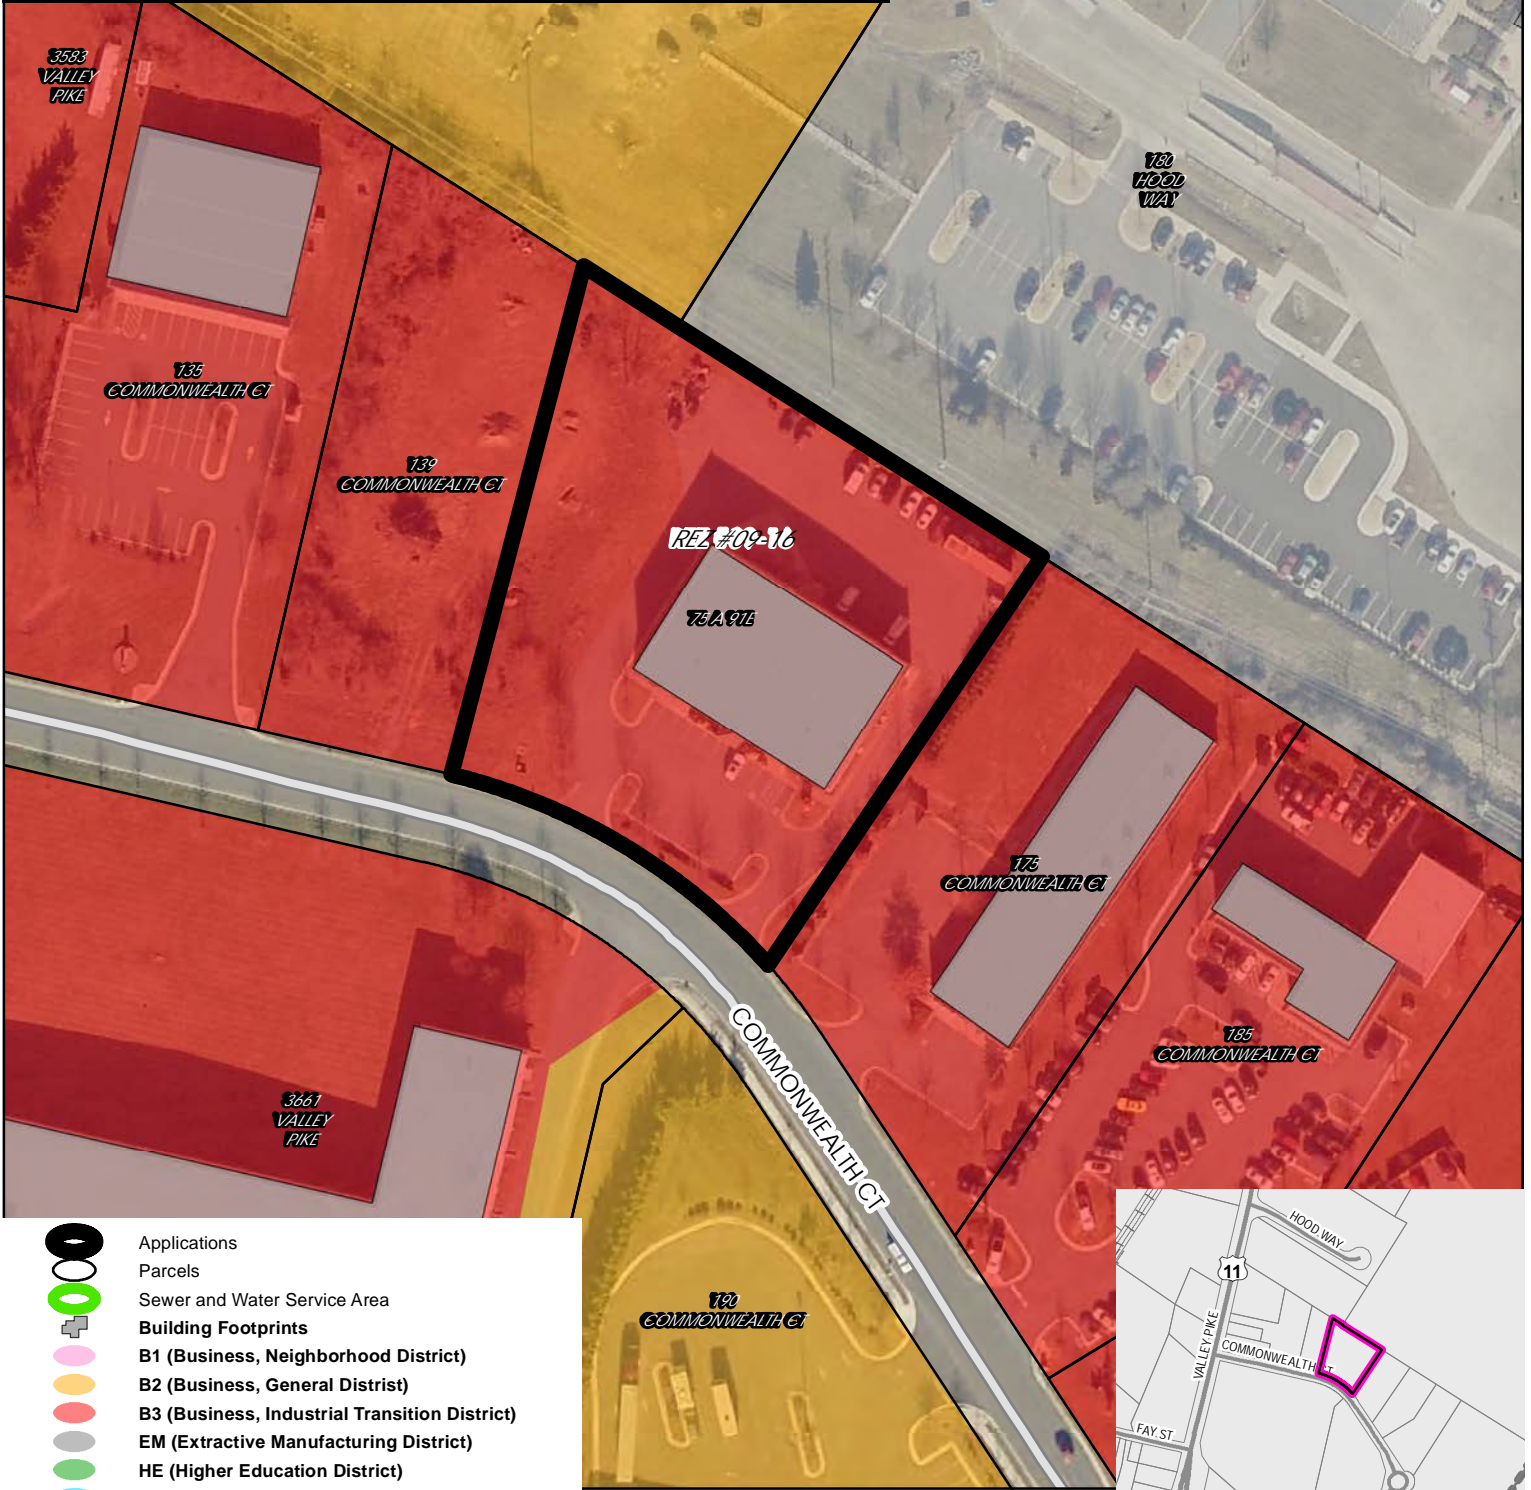 3583
VALLEY
PIKE
180
HOOD
WAY
135
COMMONWEALTH CT
139
COMMONWEALTH CT
REZ #09-16
75 A 91E
175
COMMONWEALTH CT
185
COMMONWEALTH CT
3661
VALLEY
PIKE
COMMONWEALTH CT
190
COMMONWEALTH CT
Applications
Parcels
Sewer and Water Service Area
Building Footprints
B1 (Business, Neighborhood District)
B2 (Business, General Distrist)
B3 (Business, Industrial Transition District)
EM (Extractive Manufacturing District)
HE (Higher Education District)
HOOD WAY
11
VALLEY PIKE
COMMONWEALTH CT
FAY ST